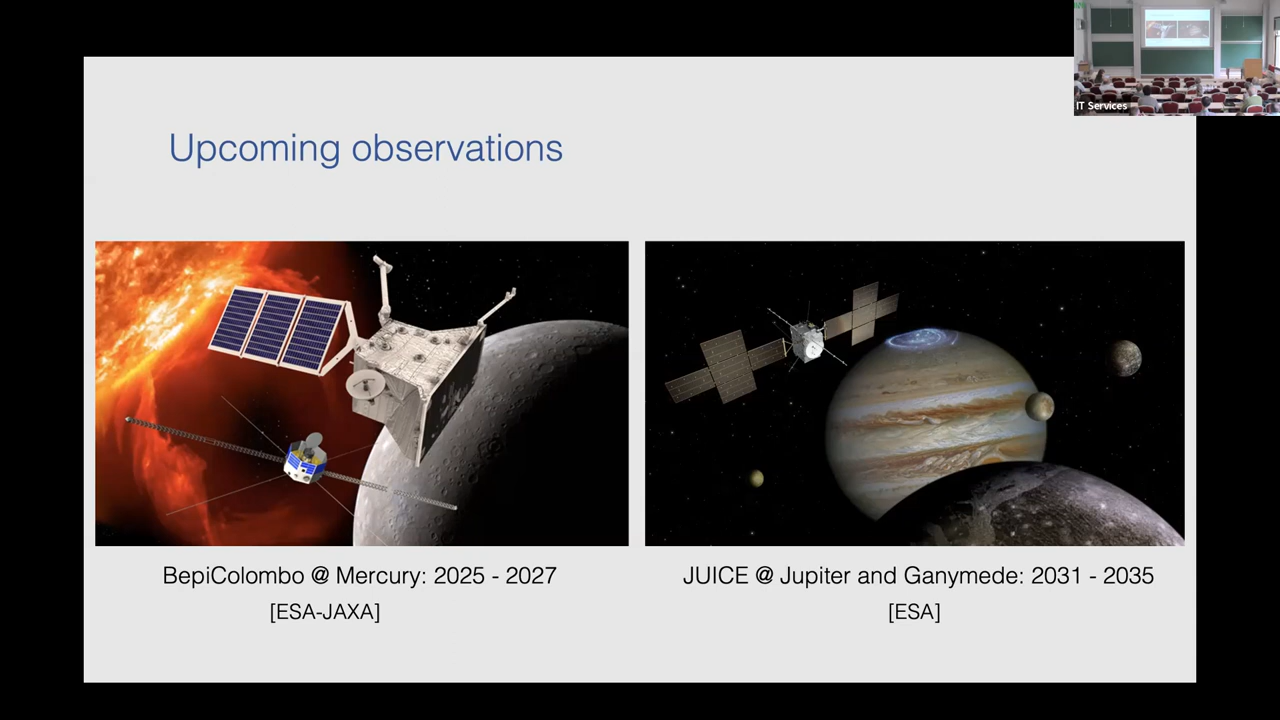 IT Services
Upcoming observations
BepiColombo @ Mercury: 2025 - 2027
[ESA-JAXA]
JUICE @ Jupiter and Ganymede: 2031 - 2035
[ESA]